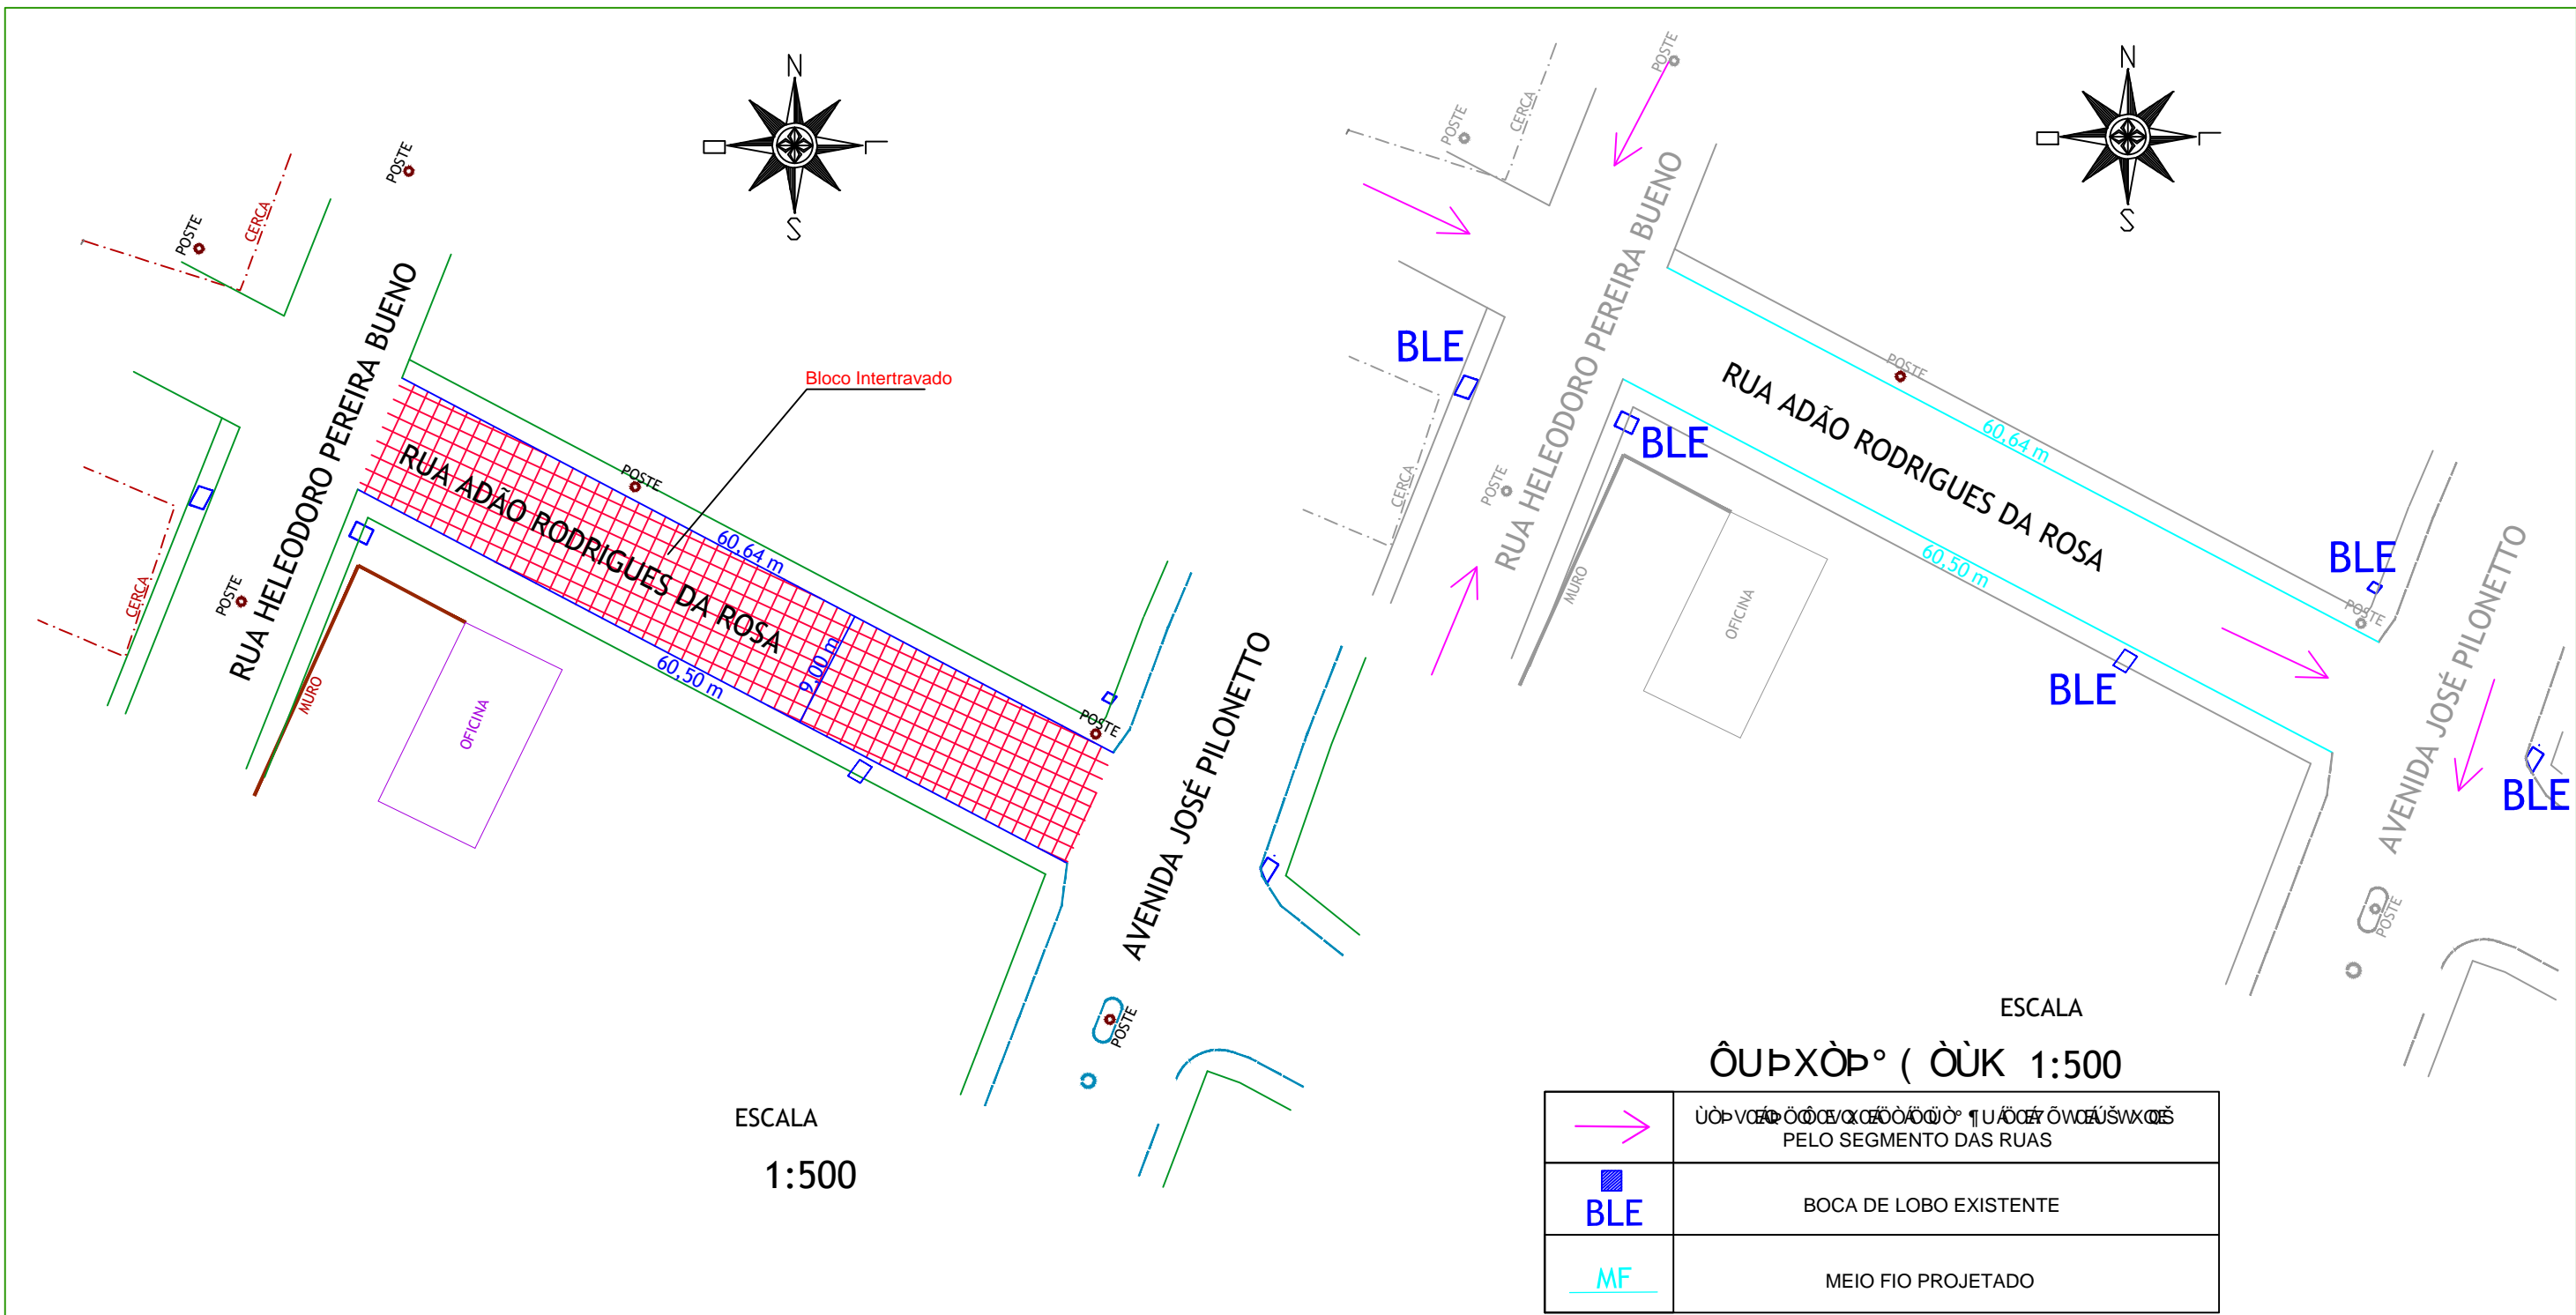 N
S
POSTE
POSTE
CERCA
RUA HELEODORO PEREIRA BUENO
Bloco Intertravado
POSTE
RUA ADÃO RODRIGUES DA ROSA
60,64 m
60,50 m
9,00 m
CERCA
POSTE
MURO
OFICINA
POSTE
AVENIDA JOSÉ PILONETTO
POSTE
ESCALA
1:500
N
S
POSTE
POSTE
CERCA
RUA HELEODORO PEREIRA BUENO
BLE
BLE
POSTE
RUA ADÃO RODRIGUES DA ROSA
60,64 m
60,50 m
CERCA
POSTE
MURO
OFICINA
BLE
POSTE
BLE
AVENIDA JOSÉ PILONETTO
BLE
POSTE
ESCALA
1:500
PELO SEGMENTO DAS RUAS
BLE
BOCA DE LOBO EXISTENTE
MF
MEIO FIO PROJETADO